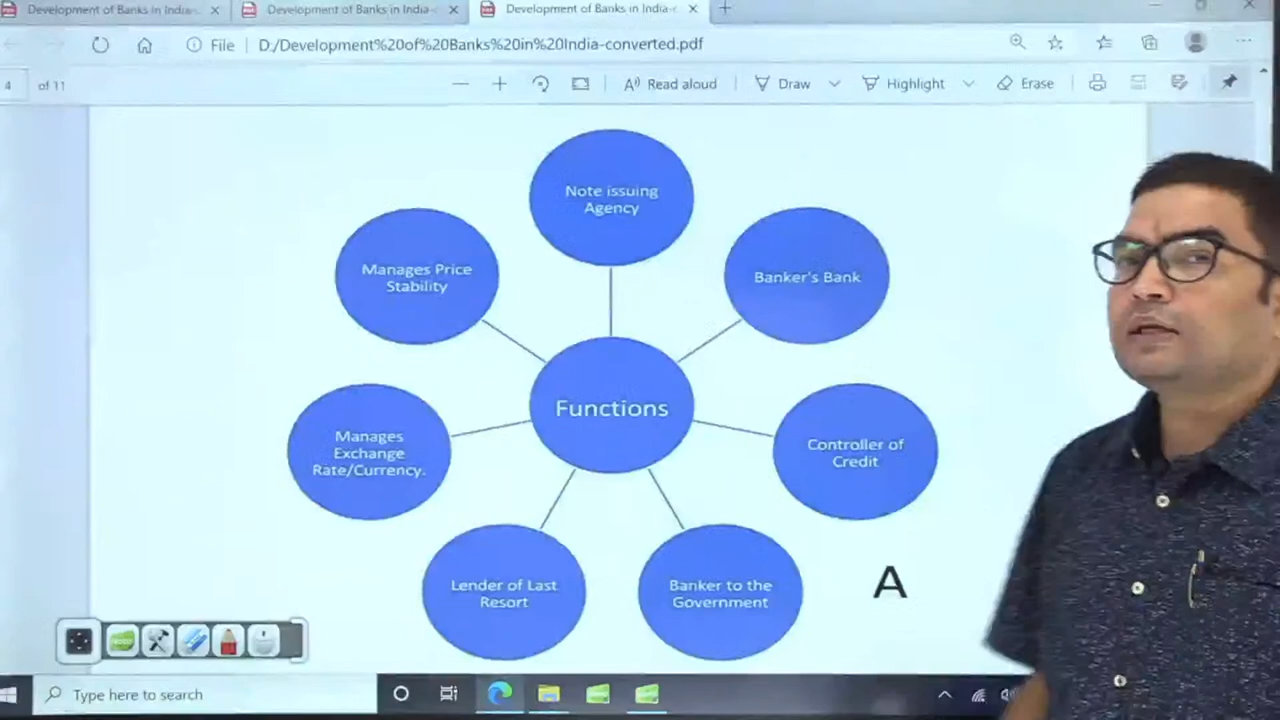 Development of Banks in India-
Development of Banks in India-
Development of Banks in India-c
File
D:/Development%20of%20Banks%20in%20India-converted.pdf
4
of 11
Read aloud
Draw
Highlight
Erase
Note issuing
Agency
Manages Price
Stability
Banker's Bank
Functions
Manages
Exchange
Rate/Currency.
Controller of
Credit
Lender of Last
Resort
Banker to the
Government
A
Type here to search